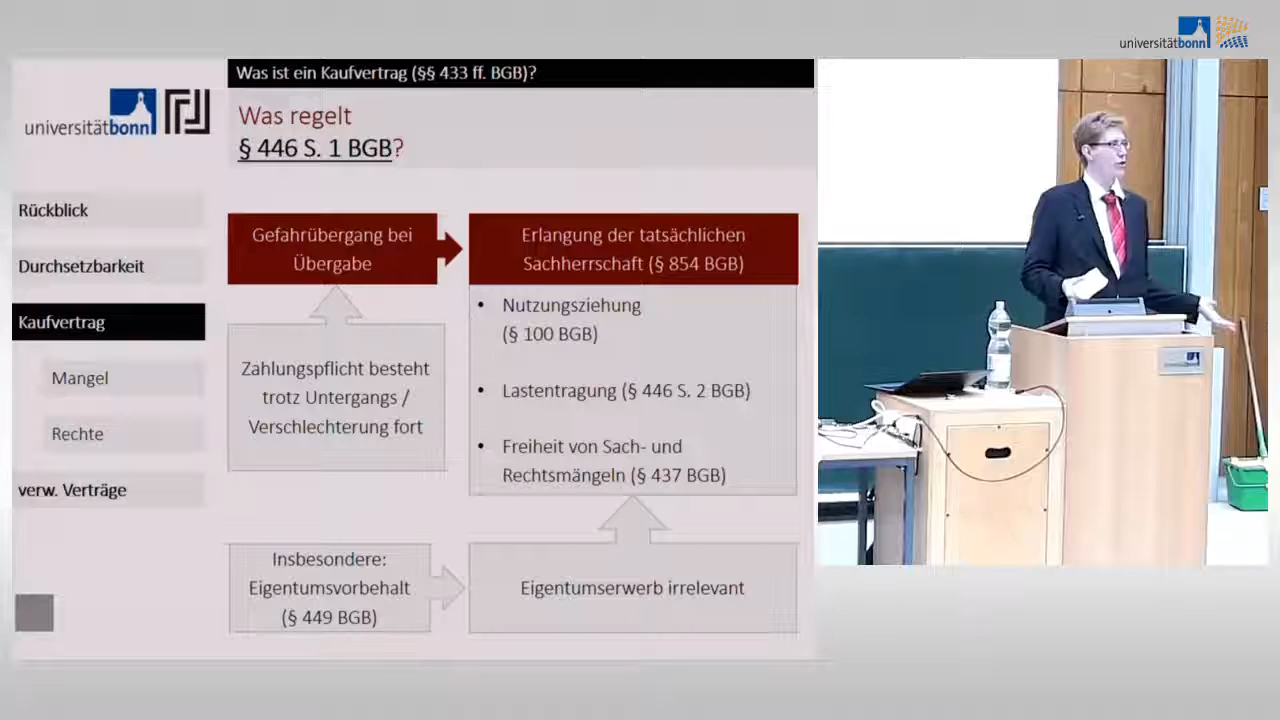 universitätbonn
Was ist ein Kaufvertrag (§§ 433 ff. BGB)?
universitätbonn
Was regelt
§ 446 S. 1 BGB?
Rückblick
Durchsetzbarkeit
Kaufvertrag
Mangel
Rechte
verw. Verträge
Gefahrübergang bei
Übergabe
Erlangung der tatsächlichen
Sachherrschaft (§ 854 BGB)
Zahlungspflicht besteht
trotz Untergangs /
Verschlechterung fort
• Nutzungsziehung
(§ 100 BGB)
• Lastentragung (§ 446 S. 2 BGB)
• Freiheit von Sach- und
Rechtsmängeln (§ 437 BGB)
Insbesondere:
Eigentumsvorbehalt
(§ 449 BGB)
Eigentumserwerb irrelevant